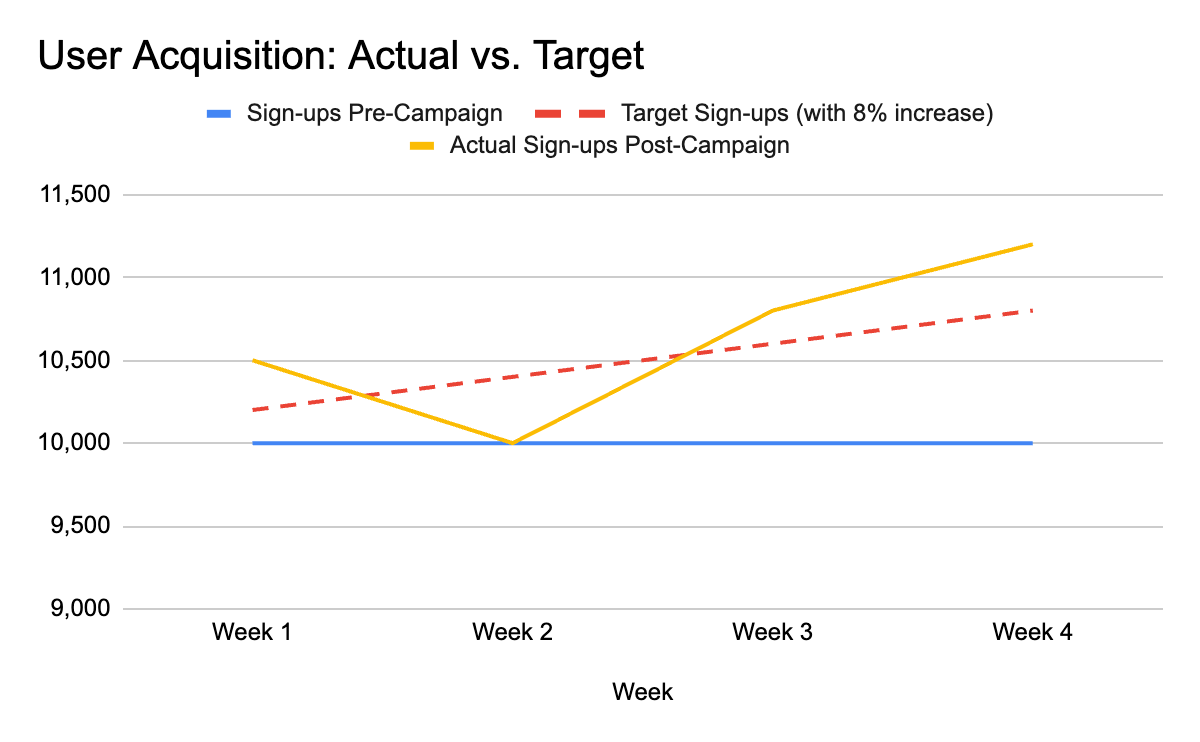 User Acquisition: Actual vs. Target
Sign-ups Pre-Campaign Target Sign-ups (with 8% increase)
Actual Sign-ups Post-Campaign
11,500
11,000
10,500
10,000
9,500
9,000
Week 1 Week 2 Week 3 Week 4
Week